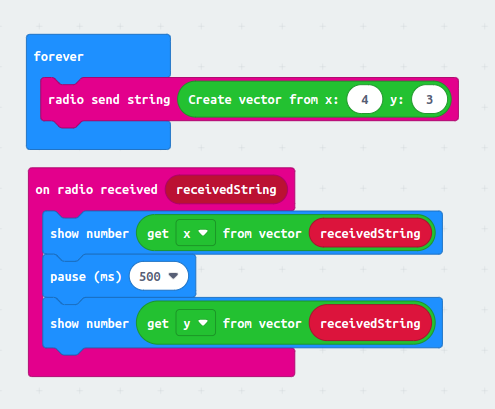 forever
radio send string Create vector from x: 4 y: 3
on radio received receivedString
show number get x from vector receivedString
pause (ms) 500
show number get y from vector receivedString